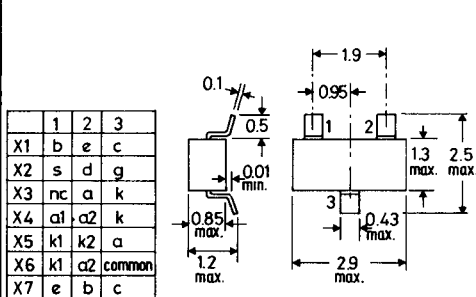 1.9
0.95
0.1
0.5
1 2
1 2 3
X1 b e c
X2 s d g
X3 nc a k
X4 a1 a2 k
X5 k1 k2 a
X6 k1 a2 common
X7 e b c
0.01
min.
1.3
max.
2.5
max.
3
0.85
max.
0.43
max.
1.2
max.
2.9
max.